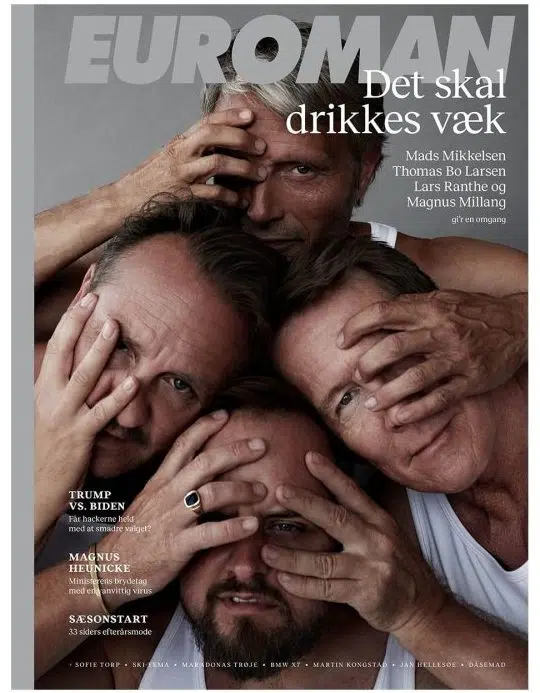 EUROMAN
Det skal
drikkes væk
Mads Mikkelsen
Thomas Bo Larsen
Lars Ranthe og
Magnus Millang
gi'r en omgang
TRUMP
VS. BIDEN
Får hackerne held
med at smadre valget?
MAGNUS
HEUNICKE
Ministerens brydetag
med en vanvittig virus
SÆSONSTART
33 siders efterårsmode
• SOFIE TORP • SKI-TEMA • MARADONAS TRØJE • BMW X7 • MARTIN KONGSTAD • JAN HELLESØE • DÅSEMAD